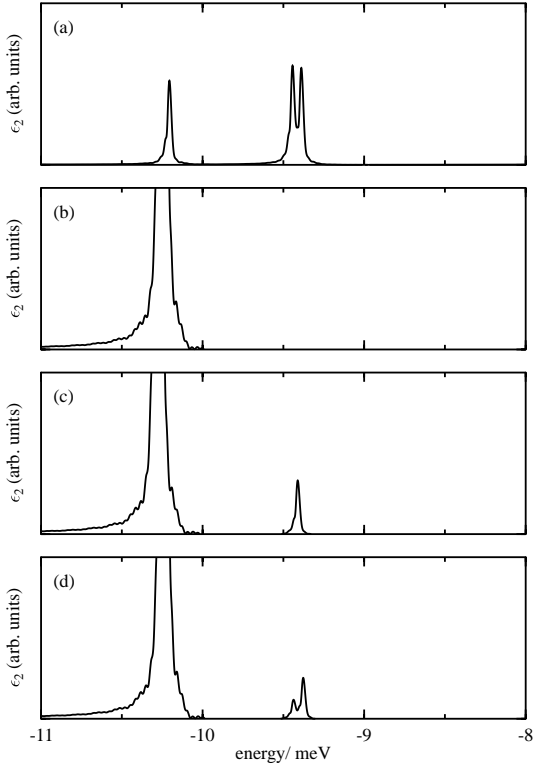 (a)
ϵ2 (arb. units)
(b)
ϵ2 (arb. units)
(c)
ϵ2 (arb. units)
(d)
ϵ2 (arb. units)
-11 -10 -9 -8
energy/ meV